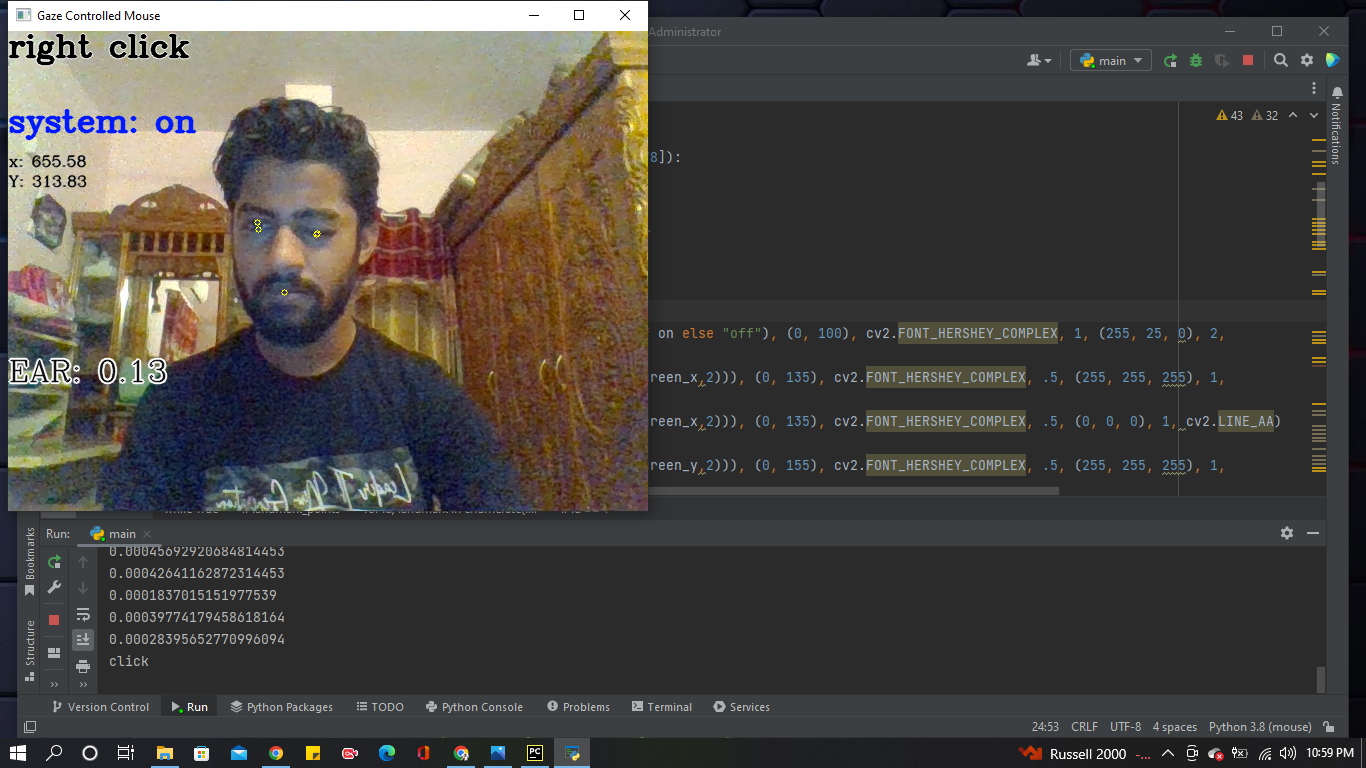 Gaze Controlled Mouse
right click
system: on
x: 655.58
Y: 313.83
EAR: 0.13
Administrator
main
43 32
Notifications
8]):
on else "off"), (0, 100), cv2.FONT_HERSHEY_COMPLEX, 1, (255, 25, 0), 2,
reen_x,2))), (0, 135), cv2.FONT_HERSHEY_COMPLEX, .5, (255, 255, 255), 1,
reen_x,2))), (0, 135), cv2.FONT_HERSHEY_COMPLEX, .5, (0, 0, 0), 1, cv2.LINE_AA)
reen_y,2))), (0, 155), cv2.FONT_HERSHEY_COMPLEX, .5, (255, 255, 255), 1,
Run: main
Bookmarks
Structure
0.00045692920684814453
0.00042641162872314453
0.0001837015151977539
0.00039774179458618164
0.00028395652770996094
click
Version Control Run Python Packages TODO Python Console Problems Terminal Services
24:53 CRLF UTF-8 4 spaces Python 3.8 (mouse)
PC
Russell 2000 -... 10:59 PM